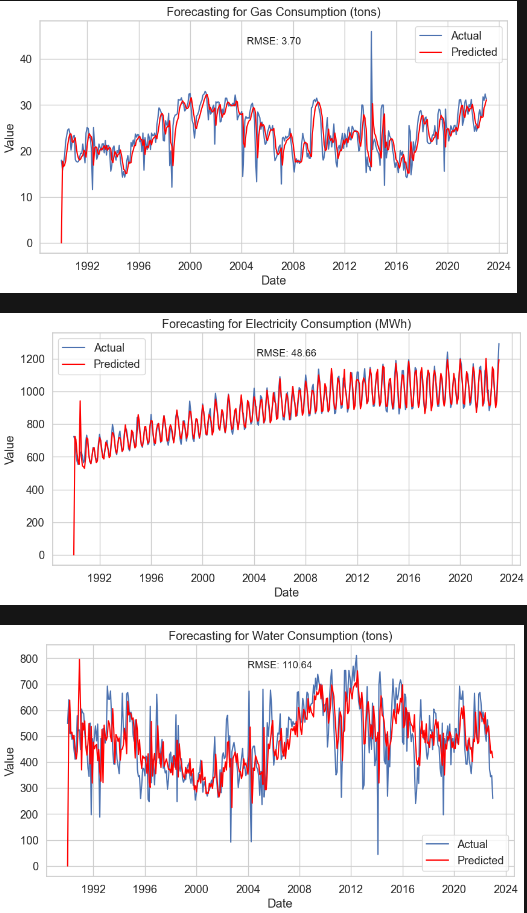 Forecasting for Gas Consumption (tons)
RMSE: 3.70
Actual
Predicted
40
30
20
10
0
Value
1992 1996 2000 2004 2008 2012 2016 2020 2024
Date
Forecasting for Electricity Consumption (MWh)
Actual
Predicted
RMSE: 48.66
1200
1000
800
600
400
200
0
Value
1992 1996 2000 2004 2008 2012 2016 2020 2024
Date
Forecasting for Water Consumption (tons)
RMSE: 110.64
800
700
600
500
400
300
200
100
0
Value
Actual
Predicted
1992 1996 2000 2004 2008 2012 2016 2020 2023
Date